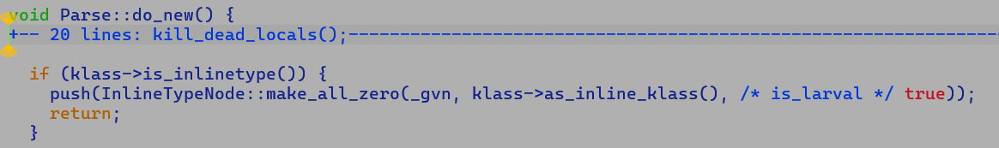 void Parse::do_new() {
+-- 20 lines: kill_dead_locals();----------------------------------------------------------------
if (klass->is_inlinetype()) {
push(InlineTypeNode::make_all_zero(_gvn, klass->as_inline_klass(), /* is_larval */ true));
return;
}